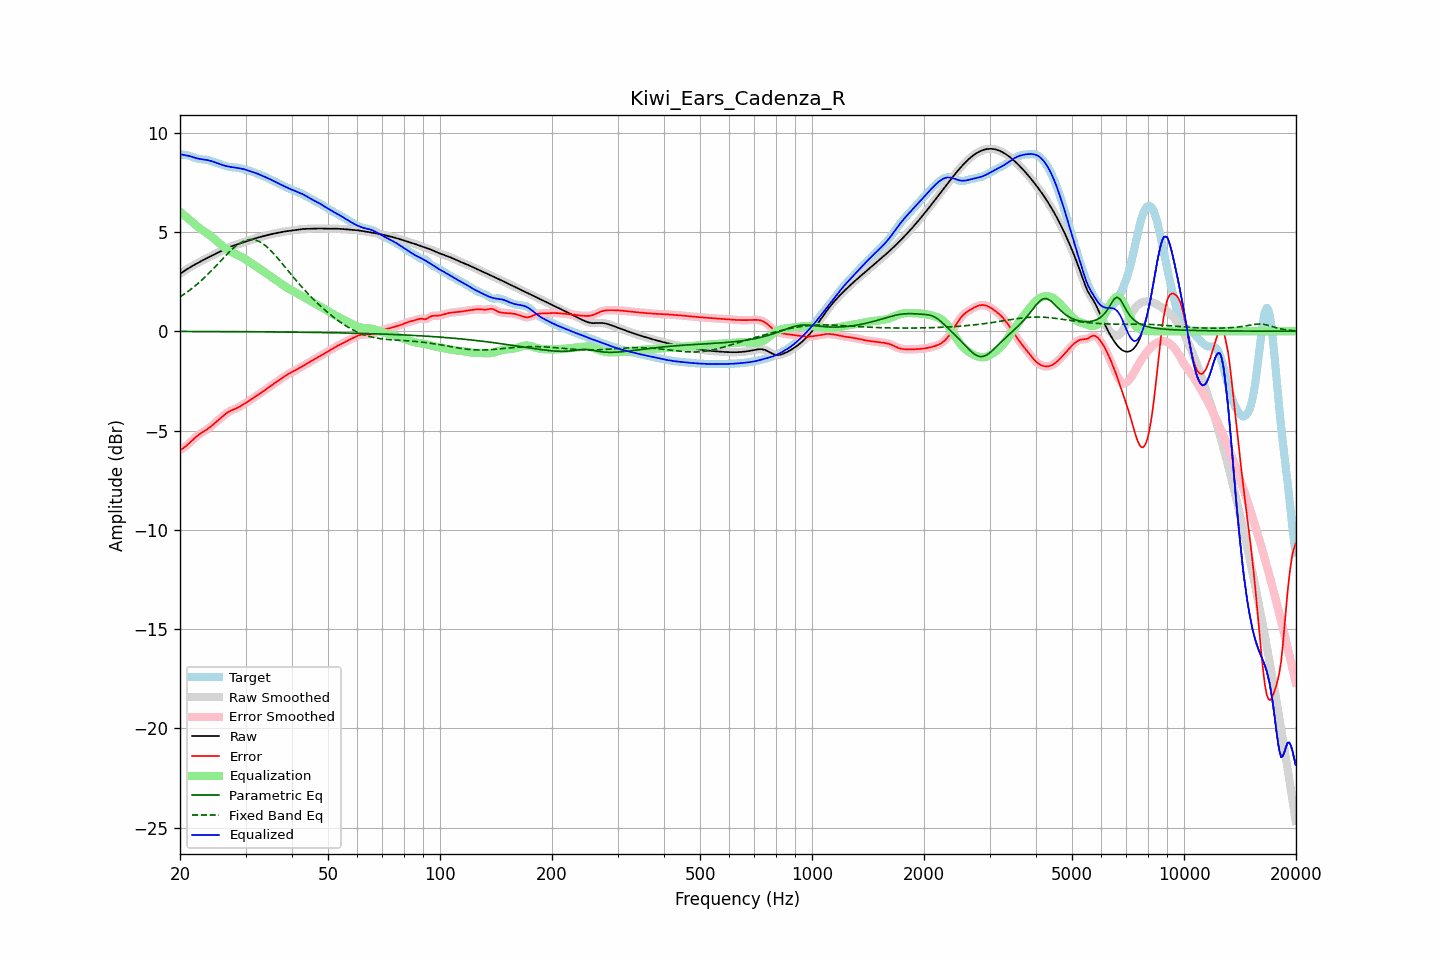 Kiwi_Ears_Cadenza_R
Amplitude (dBr)
10
5
0
−5
−10
−15
−20
−25
Target
Raw Smoothed
Error Smoothed
Raw
Error
Equalization
Parametric Eq
Fixed Band Eq
Equalized
20 50 100 200 500 1000 2000 5000 10000 20000
Frequency (Hz)